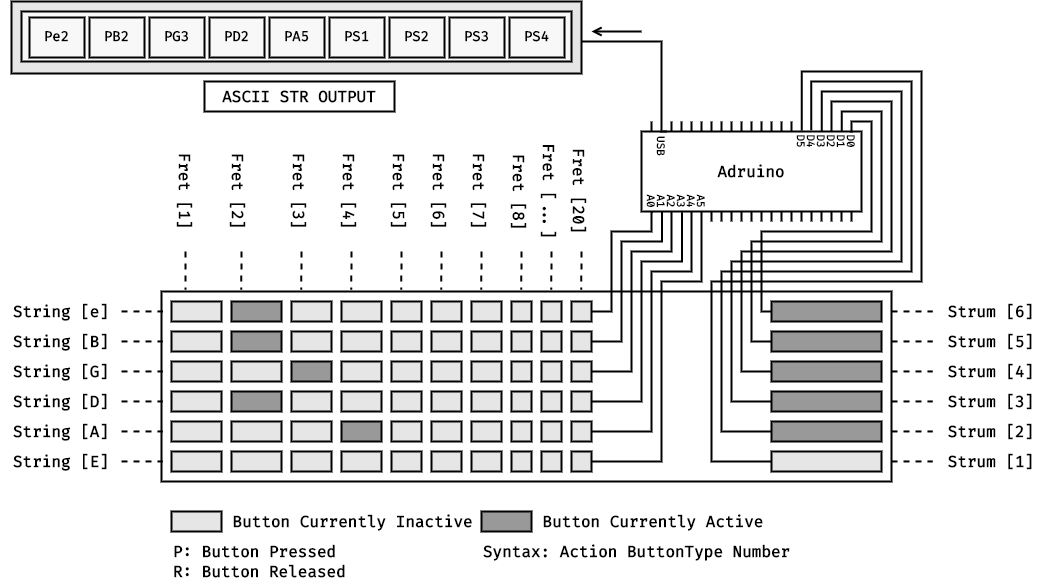 Pe2 PB2 PG3 PD2 PA5 PS1 PS2 PS3 PS4
ASCII STR OUTPUT
D5 D4 D3 D2 D1 D0
USB
Adruino
A0 A1 A2 A3 A4 A5
Fret [1] Fret [2] Fret [3] Fret [4] Fret [5] Fret [6] Fret [7] Fret [8] Fret [...] Fret [20]
String [e] Strum [6]
String [B] Strum [5]
String [G] Strum [4]
String [D] Strum [3]
String [A] Strum [2]
String [E] Strum [1]
Button Currently Inactive Button Currently Active
P: Button Pressed Syntax: Action ButtonType Number
R: Button Released